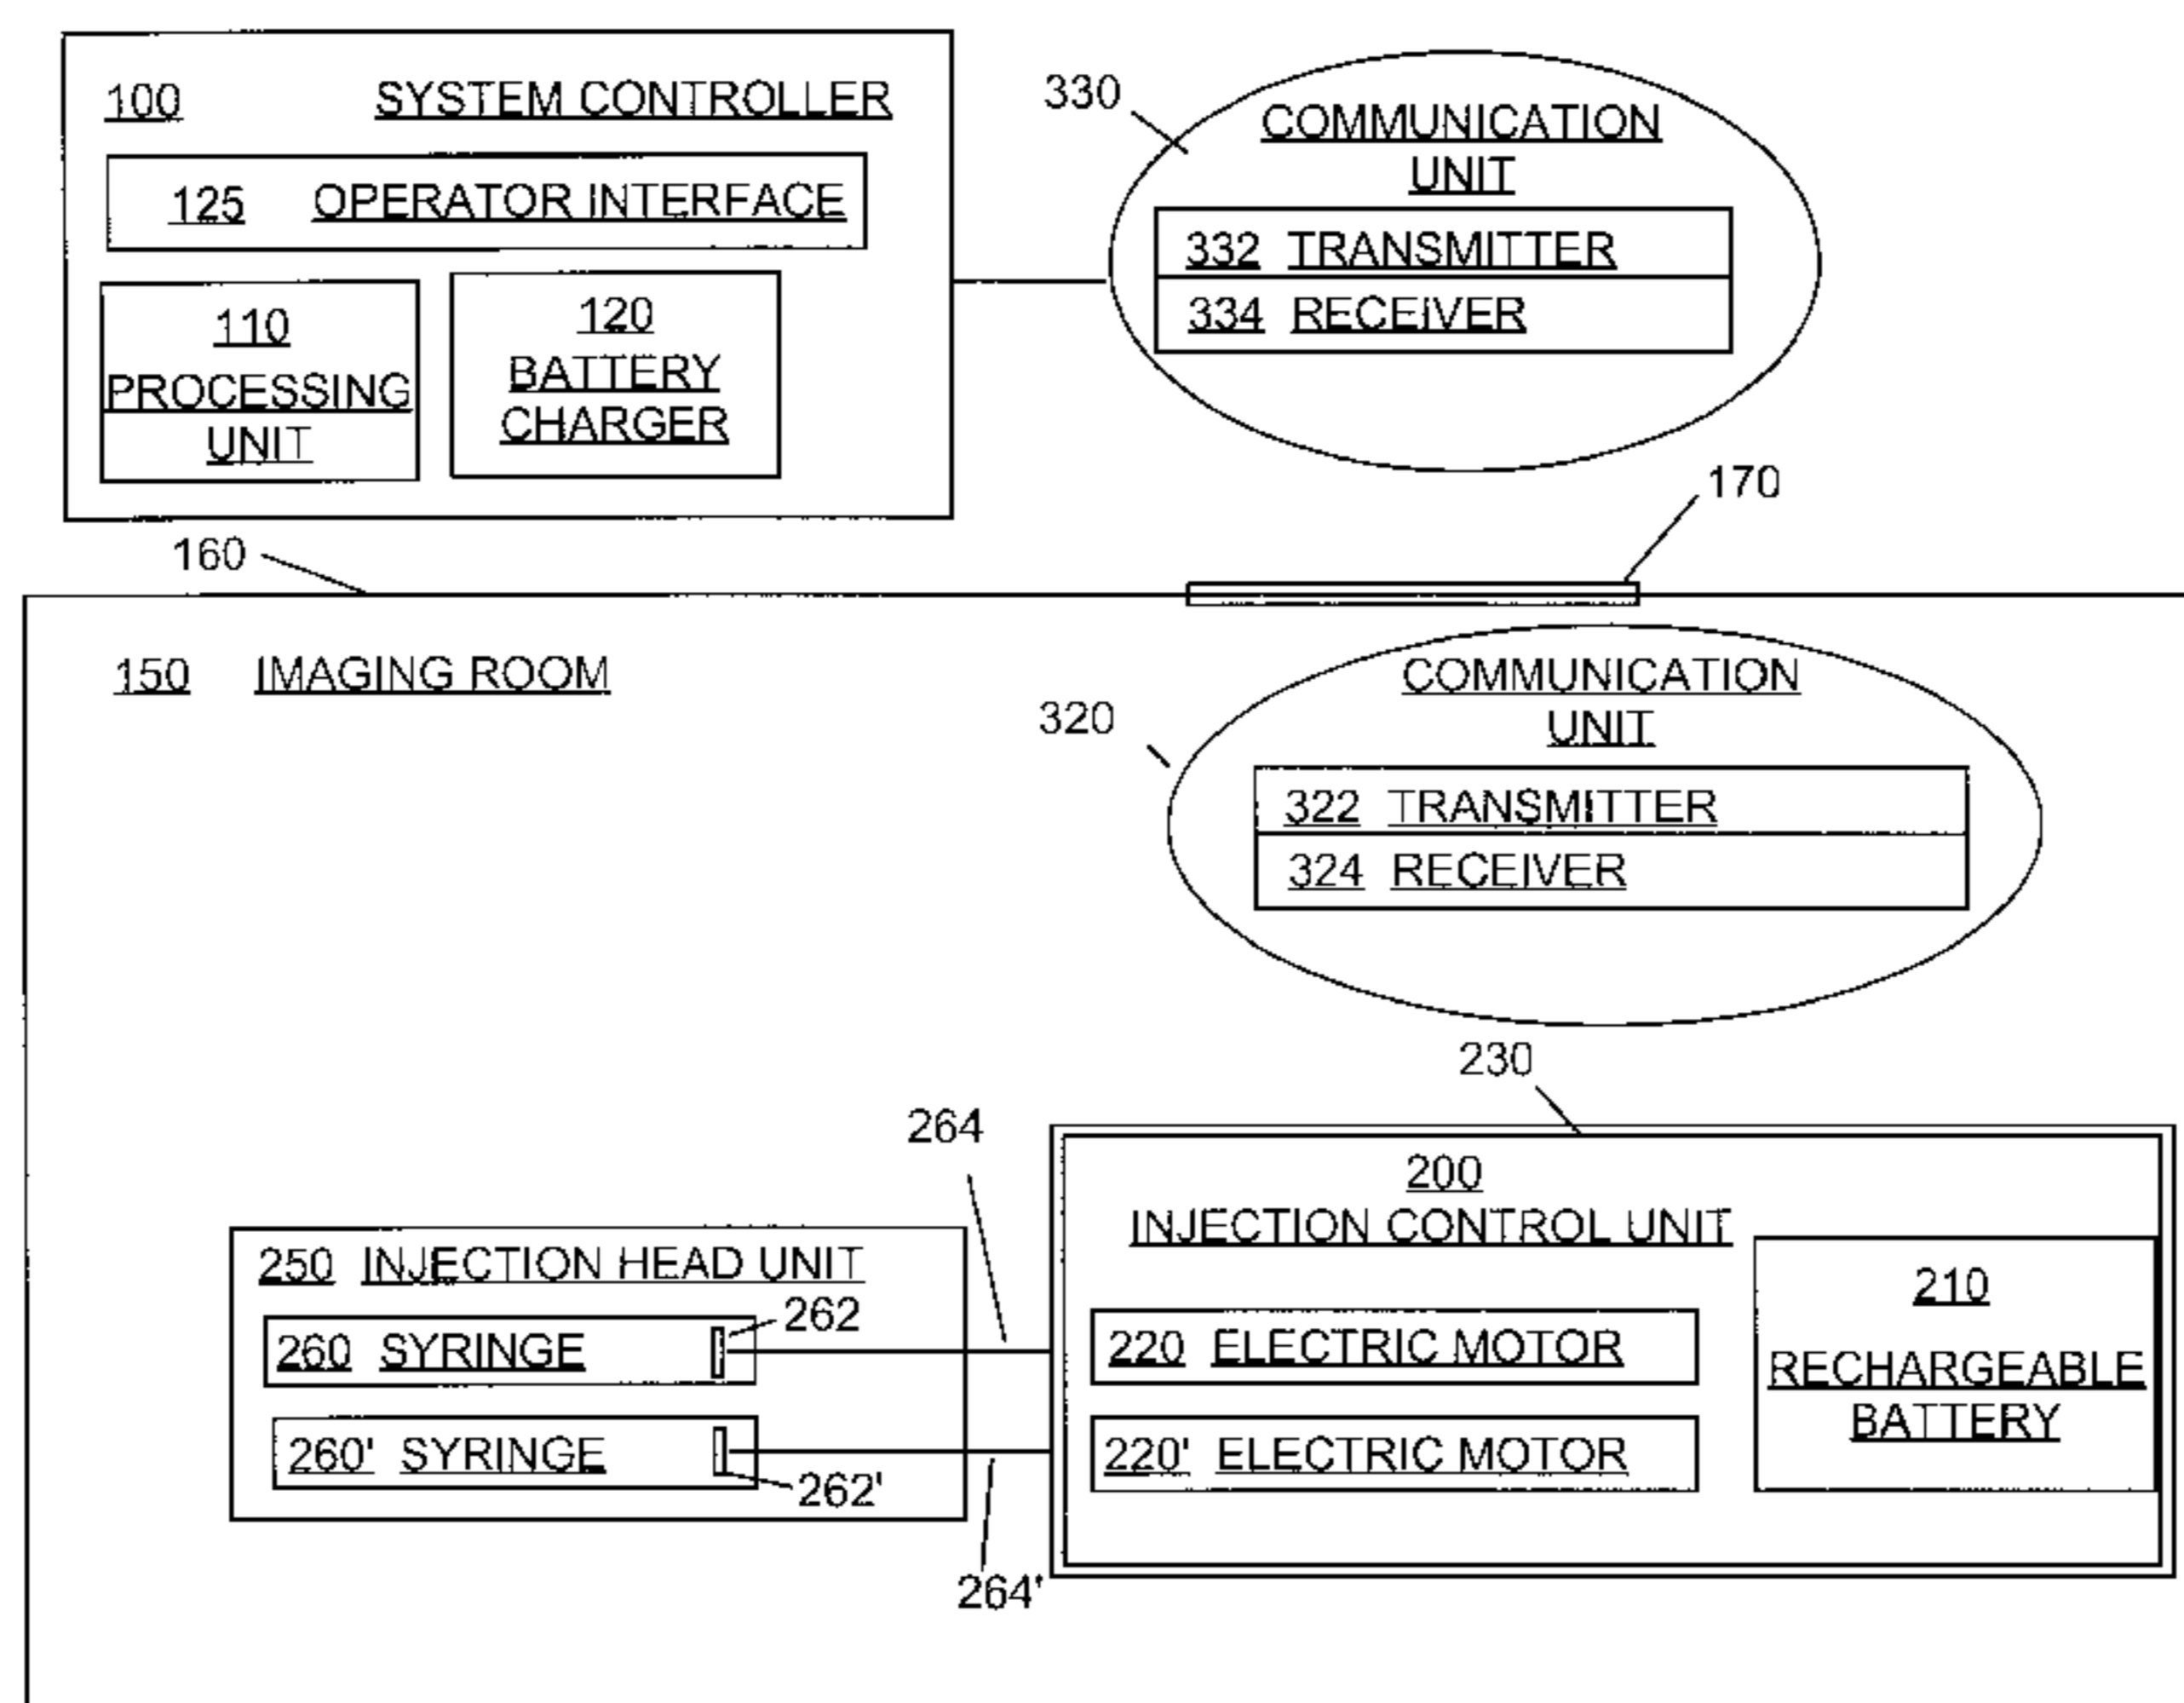 100 SYSTEM CONTROLLER
125 OPERATOR INTERFACE
110
PROCESSING
UNIT
120
BATTERY
CHARGER
330
COMMUNICATION
UNIT
332 TRANSMITTER
334 RECEIVER
170
160
150 IMAGING ROOM
320
COMMUNICATION
UNIT
322 TRANSMITTER
324 RECEIVER
230
264
200
INJECTION CONTROL UNIT
250 INJECTION HEAD UNIT
262
260 SYRINGE
260' SYRINGE
262'
264'
220 ELECTRIC MOTOR
220' ELECTRIC MOTOR
210
RECHARGEABLE
BATTERY